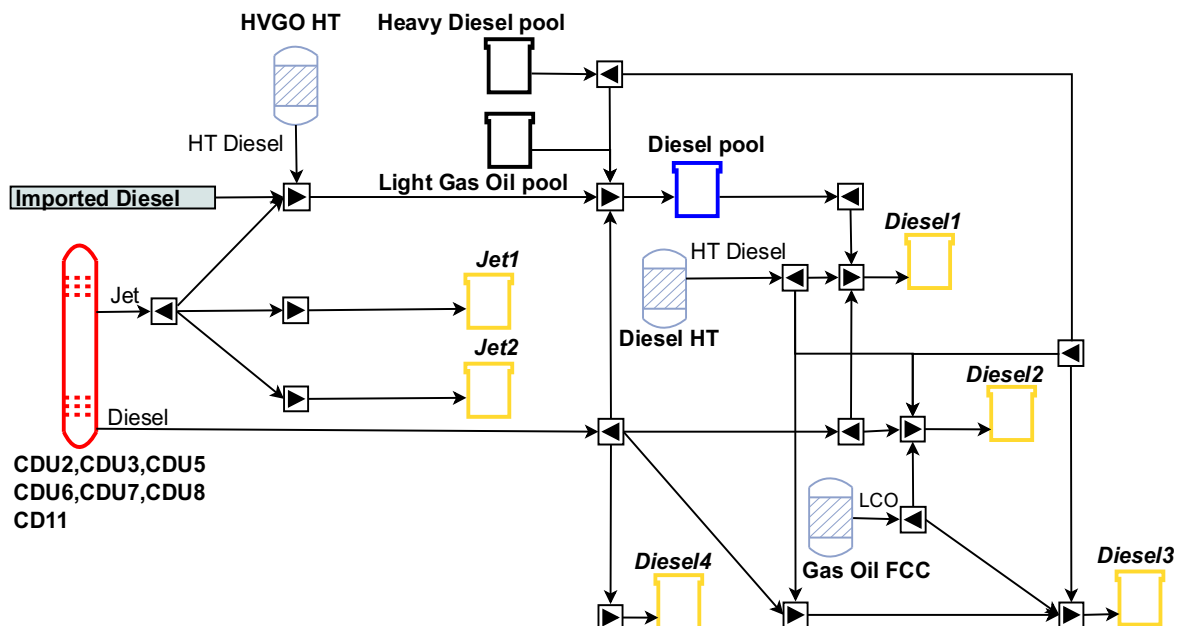 HVGO HT
Heavy Diesel pool
HT Diesel
Diesel pool
Imported Diesel
Light Gas Oil pool
Diesel1
HT Diesel
Jet1
Jet
Diesel HT
Jet2
Diesel2
Diesel
CDU2,CDU3,CDU5
CDU6,CDU7,CDU8
CD11
LCO
Gas Oil FCC
Diesel4
Diesel3